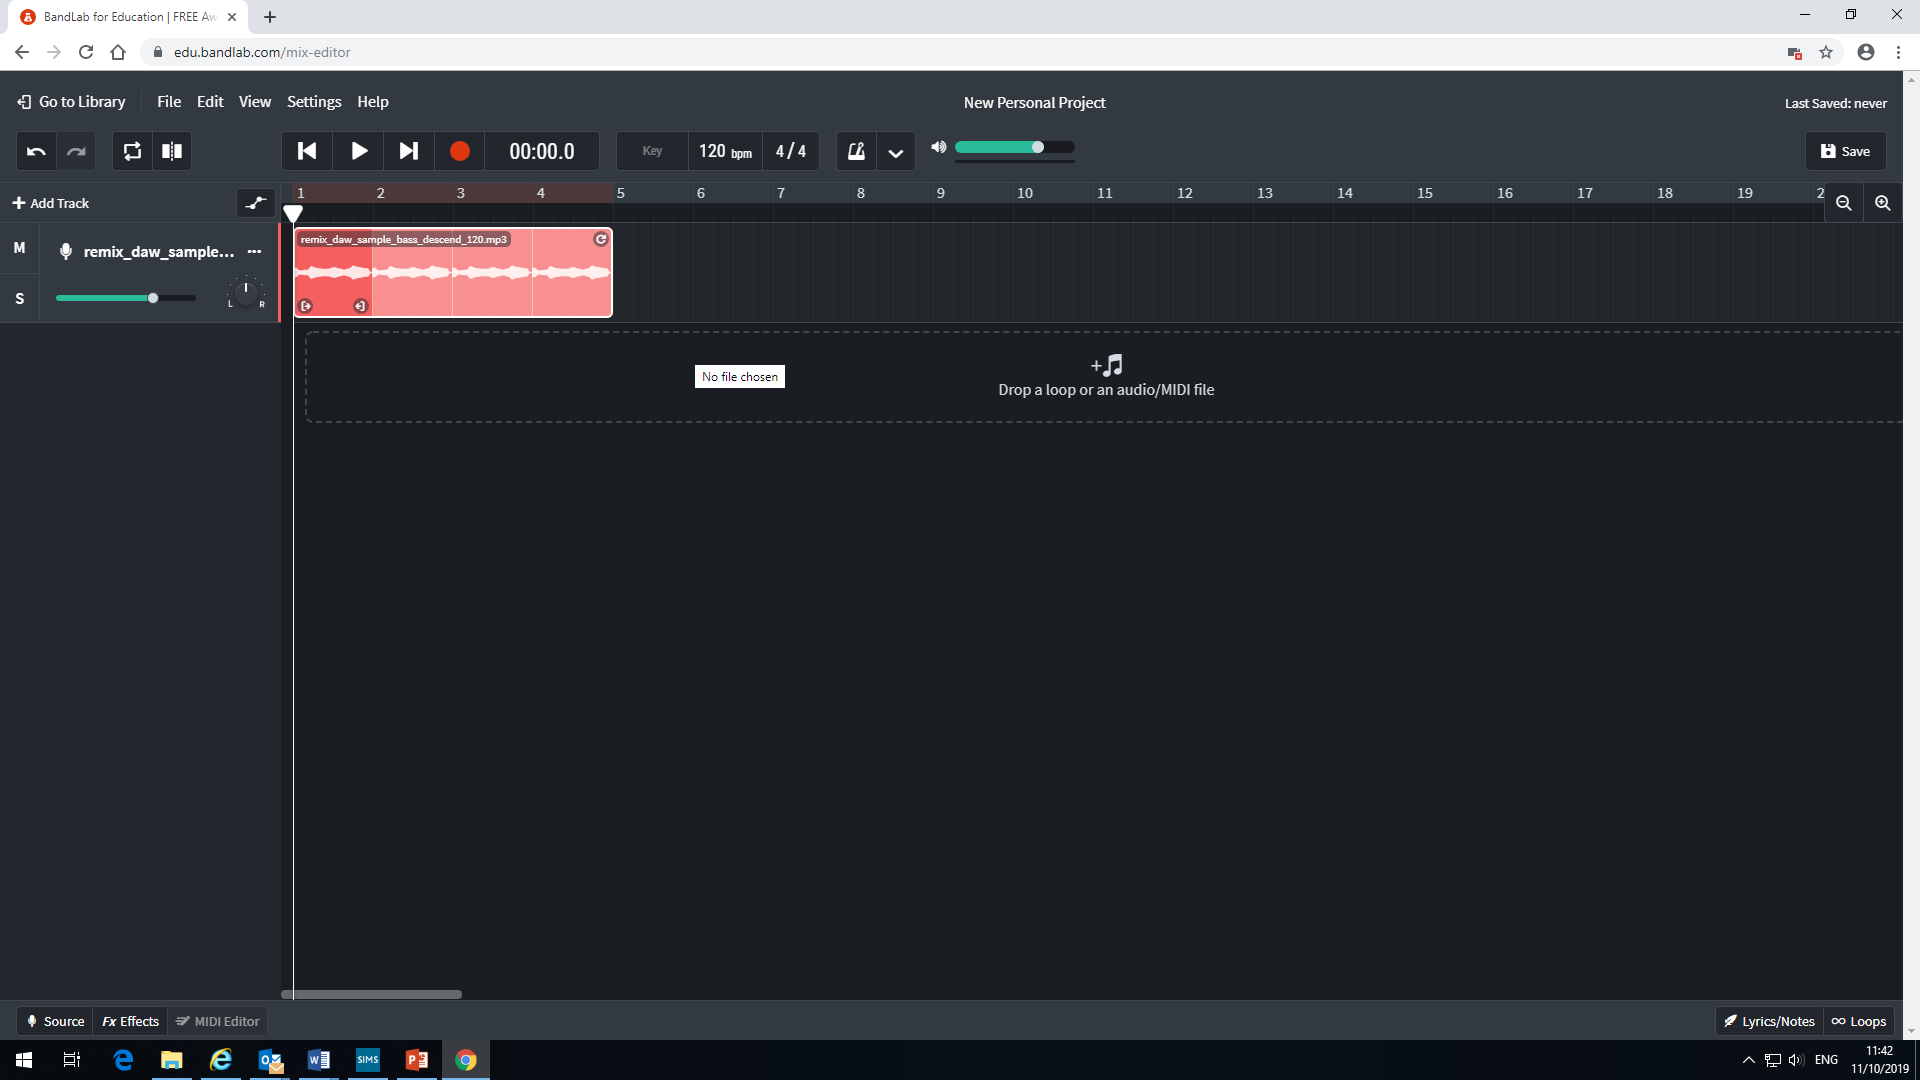 BandLab for Education | FREE Aw
edu.bandlab.com/mix-editor
Go to Library File Edit View Settings Help New Personal Project Last Saved: never
00:00.0 Key 120 bpm 4 / 4 Save
+ Add Track 1 2 3 4 5 6 7 8 9 10 11 12 13 14 15 16 17 18 19 2
remix_daw_sample_bass_descend_120.mp3
M remix_daw_sample...
S L R
No file chosen
Drop a loop or an audio/MIDI file
Source Fx Effects MIDI Editor Lyrics/Notes Loops
SIMS ENG 11:42
11/10/2019